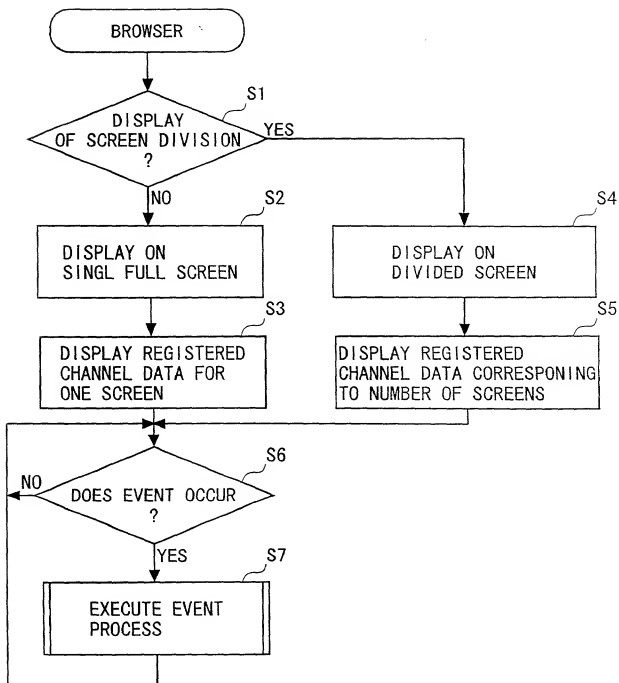 BROWSER
S1
DISPLAY
OF SCREEN DIVISION
?
YES
NO
S2
DISPLAY ON
SINGL FULL SCREEN
S4
DISPLAY ON
DIVIDED SCREEN
S3
DISPLAY REGISTERED
CHANNEL DATA FOR
ONE SCREEN
S5
DISPLAY REGISTERED
CHANNEL DATA CORRESPONING
TO NUMBER OF SCREENS
S6
NO
DOES EVENT OCCUR
?
YES
S7
EXECUTE EVENT
PROCESS